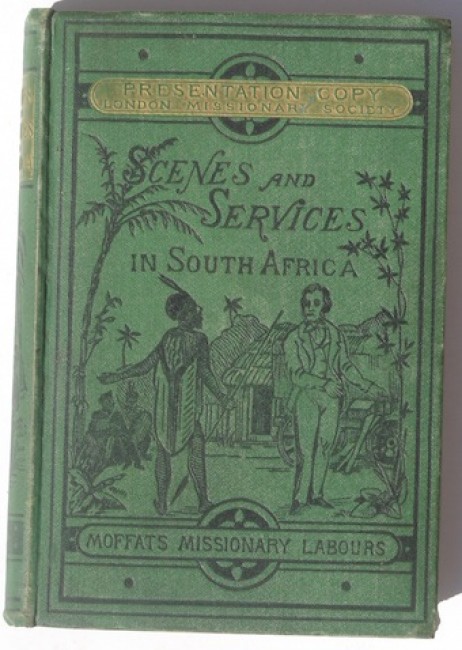 PRESENTATION COPY
LONDON MISSIONARY SOCIETY
SCENES AND
SERVICES
IN SOUTH AFRICA
MOFFATS MISSIONARY LABOURS